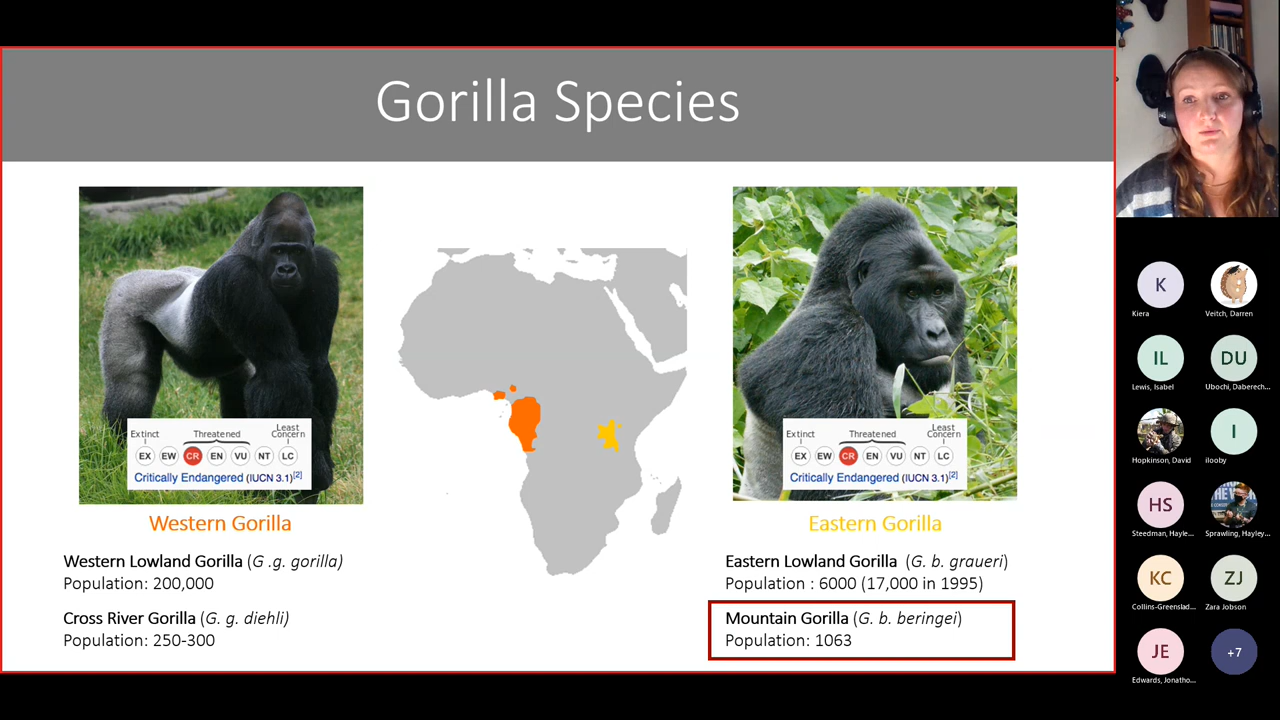 Gorilla Species
Extinct
Threatened
Least
Concern
EX EW CR EN VU NT LC
Critically Endangered (IUCN 3.1)[2]
Western Gorilla
Western Lowland Gorilla (G .g. gorilla)
Population: 200,000
Cross River Gorilla (G. g. diehli)
Population: 250-300
Extinct
Threatened
Least
Concern
EX EW CR EN VU NT LC
Critically Endangered (IUCN 3.1)[2]
Eastern Gorilla
Eastern Lowland Gorilla (G. b. graueri)
Population : 6000 (17,000 in 1995)
Mountain Gorilla (G. b. beringei)
Population: 1063
K
Kiera
Veitch, Darren
IL
DU
Lewis, Isabel
Ubochi, Daberech...
I
Hopkinson, David
ilooby
HS
Steedman, Hayle...
Sprawling, Hayley...
KC
ZJ
Collins-Greenslad...
Zara Jobson
JE
+7
Edwards, Jonatho...